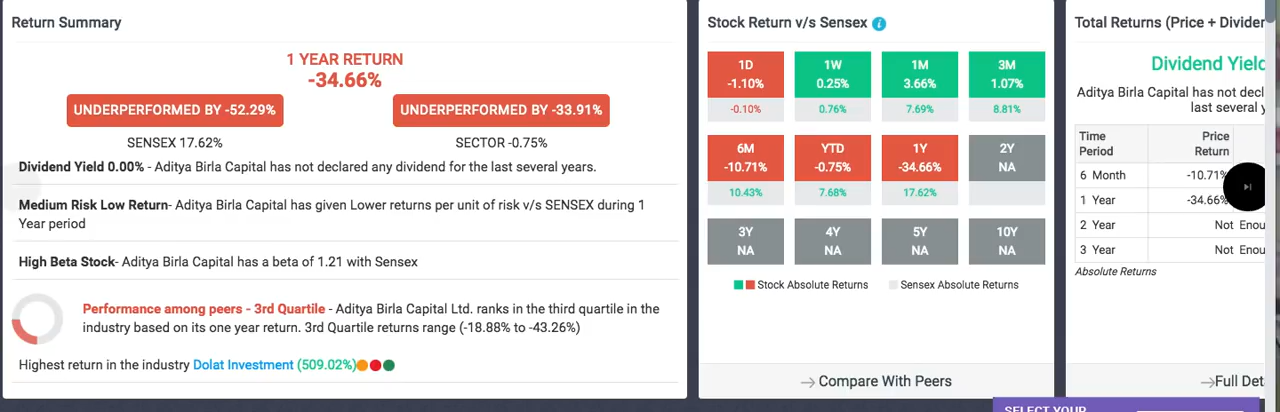 Return Summary
1 YEAR RETURN
-34.66%
UNDERPERFORMED BY -52.29%
UNDERPERFORMED BY -33.91%
SENSEX 17.62%
SECTOR -0.75%
Dividend Yield 0.00% - Aditya Birla Capital has not declared any dividend for the last several years.
Medium Risk Low Return- Aditya Birla Capital has given Lower returns per unit of risk v/s SENSEX during 1
Year period
High Beta Stock- Aditya Birla Capital has a beta of 1.21 with Sensex
Performance among peers - 3rd Quartile - Aditya Birla Capital Ltd. ranks in the third quartile in the
industry based on its one year return. 3rd Quartile returns range (-18.88% to -43.26%)
Highest return in the industry Dolat Investment (509.02%)
Stock Return v/s Sensex i
1D 1W 1M 3M
-1.10% 0.25% 3.66% 1.07%
-0.10% 0.76% 7.69% 8.81%
6M YTD 1Y 2Y
-10.71% -0.75% -34.66% NA
10.43% 7.68% 17.62%
3Y 4Y 5Y 10Y
NA NA NA NA
Stock Absolute Returns Sensex Absolute Returns
Compare With Peers
Total Returns (Price +
Dividend
Aditya Birla Capital has not
last several
Time Price
Period Return
6 Month -10.71%
1 Year -34.66%
2 Year Not
3 Year Not
Absolute Returns
Full
SELECT YOUR